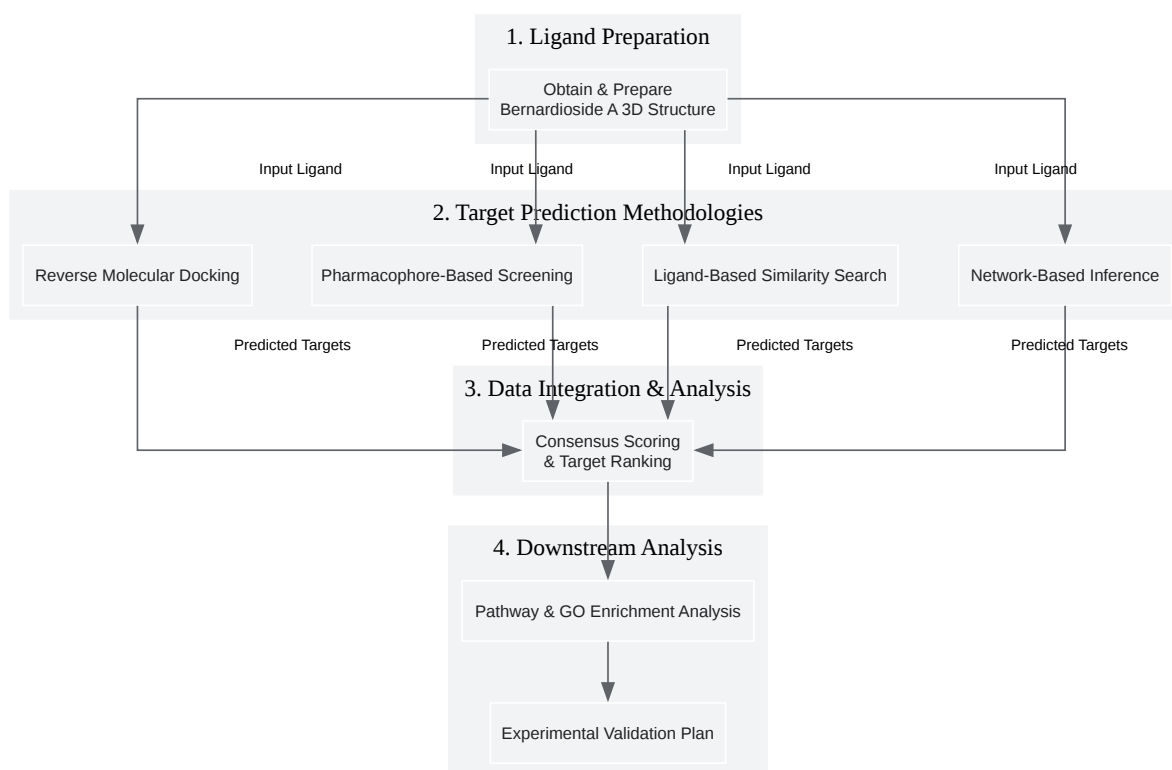 1. Ligand Preparation
Obtain & Prepare
Bernardioside A 3D Structure
Input Ligand
Input Ligand
Input Ligand
Input Ligand
2. Target Prediction Methodologies
Reverse Molecular Docking
Pharmacophore-Based Screening
Ligand-Based Similarity Search
Network-Based Inference
Predicted Targets
Predicted Targets
Predicted Targets
Predicted Targets
3. Data Integration & Analysis
Consensus Scoring
& Target Ranking
4. Downstream Analysis
Pathway & GO Enrichment Analysis
Experimental Validation Plan